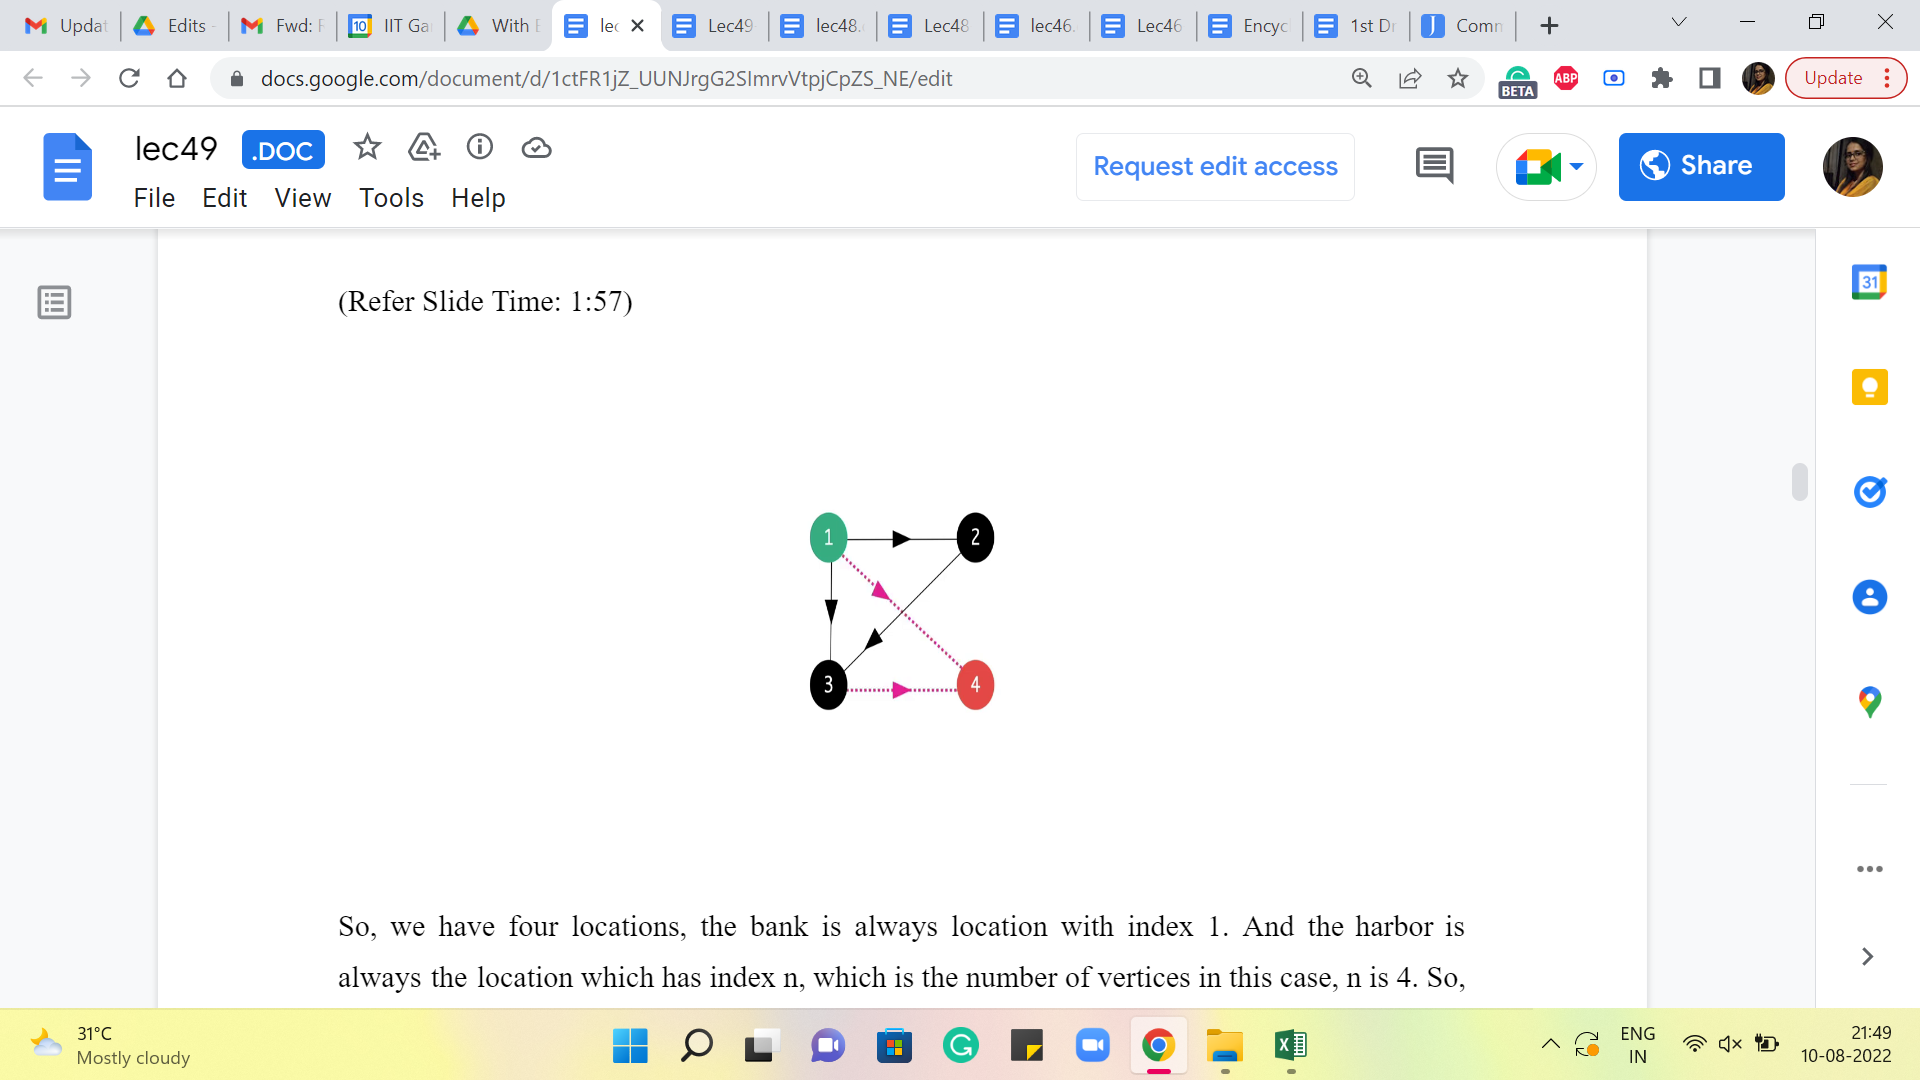 Updat
Edits -
Fwd: F
10 IIT Ga
With E
lec
Lec49
lec48.
Lec48
lec46.
Lec46
Encyc
1st Dr
J Comm
docs.google.com/document/d/1ctFR1jZ_UUNJrgG2SImrvVtpjCpZS_NE/edit
BETA
ABP
Update
lec49 .DOC
File Edit View Tools Help
Request edit access
Share
31
(Refer Slide Time: 1:57)
1 2
3 4
So, we have four locations, the bank is always location with index 1. And the harbor is
always the location which has index n, which is the number of vertices in this case, n is 4. So,
31°C
Mostly cloudy
ENG
IN
21:49
10-08-2022